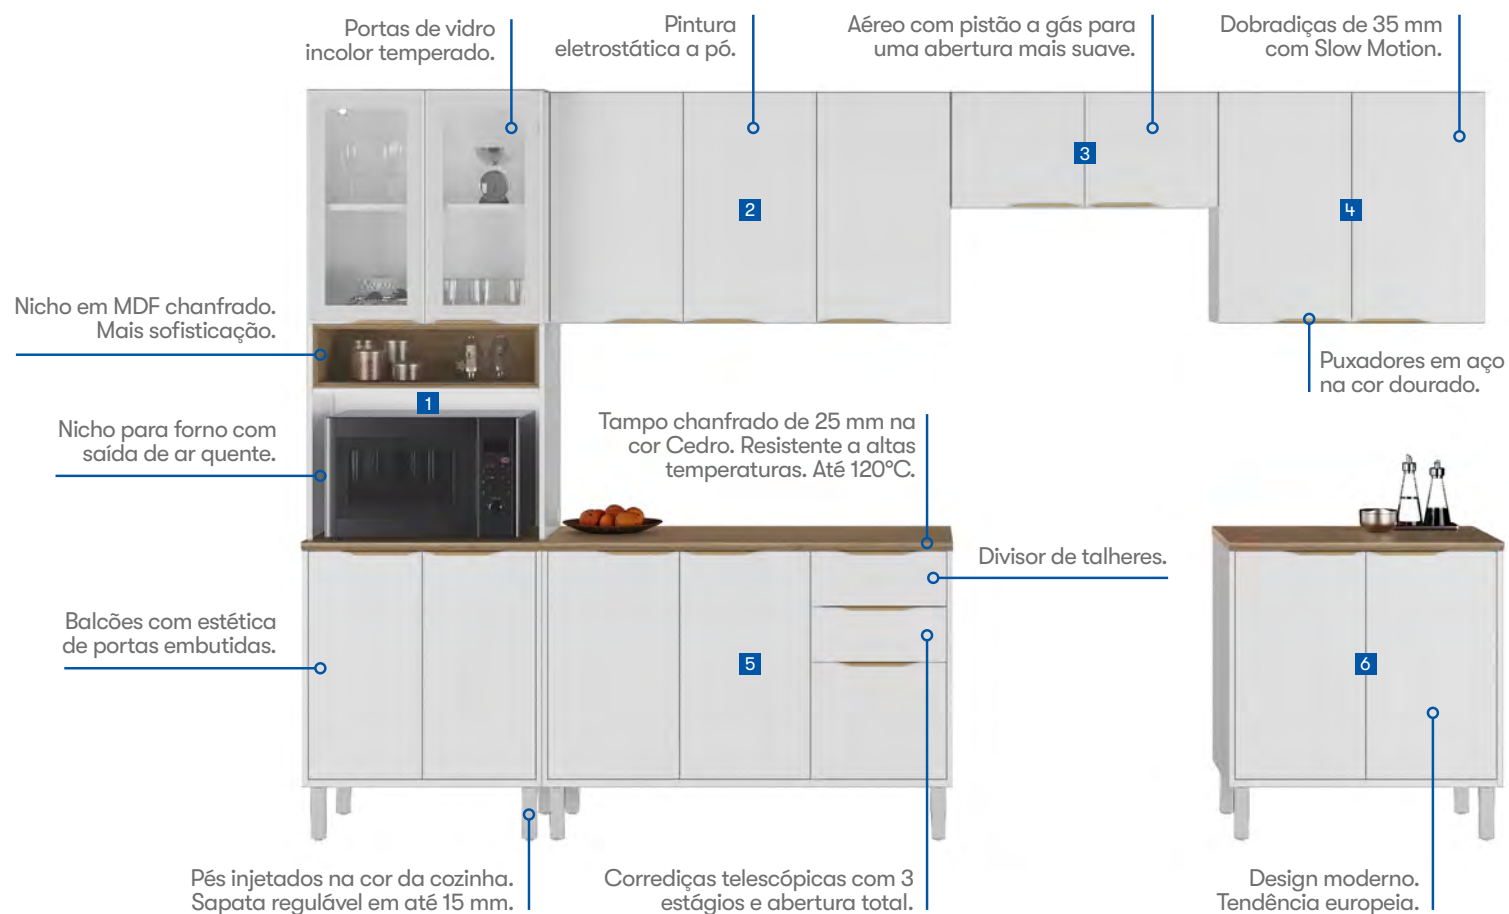 Portas de vidro
incolor temperado.
Pintura
eletrostática a pó.
Aéreo com pistão a gás para
uma abertura mais suave.
Dobradiças de 35 mm
com Slow Motion.
3
2
4
Nicho em MDF chanfrado.
Mais sofisticação.
Puxadores em aço
na cor dourado.
1
Nicho para forno com
saída de ar quente.
Tampo chanfrado de 25 mm na
cor Cedro. Resistente a altas
temperaturas. Até 120°C.
Divisor de talheres.
Balcões com estética
de portas embutidas.
5
6
Pés injetados na cor da cozinha.
Sapata regulável em até 15 mm.
Corrediças telescópicas com 3
estágios e abertura total.
Design moderno.
Tendência europeia.